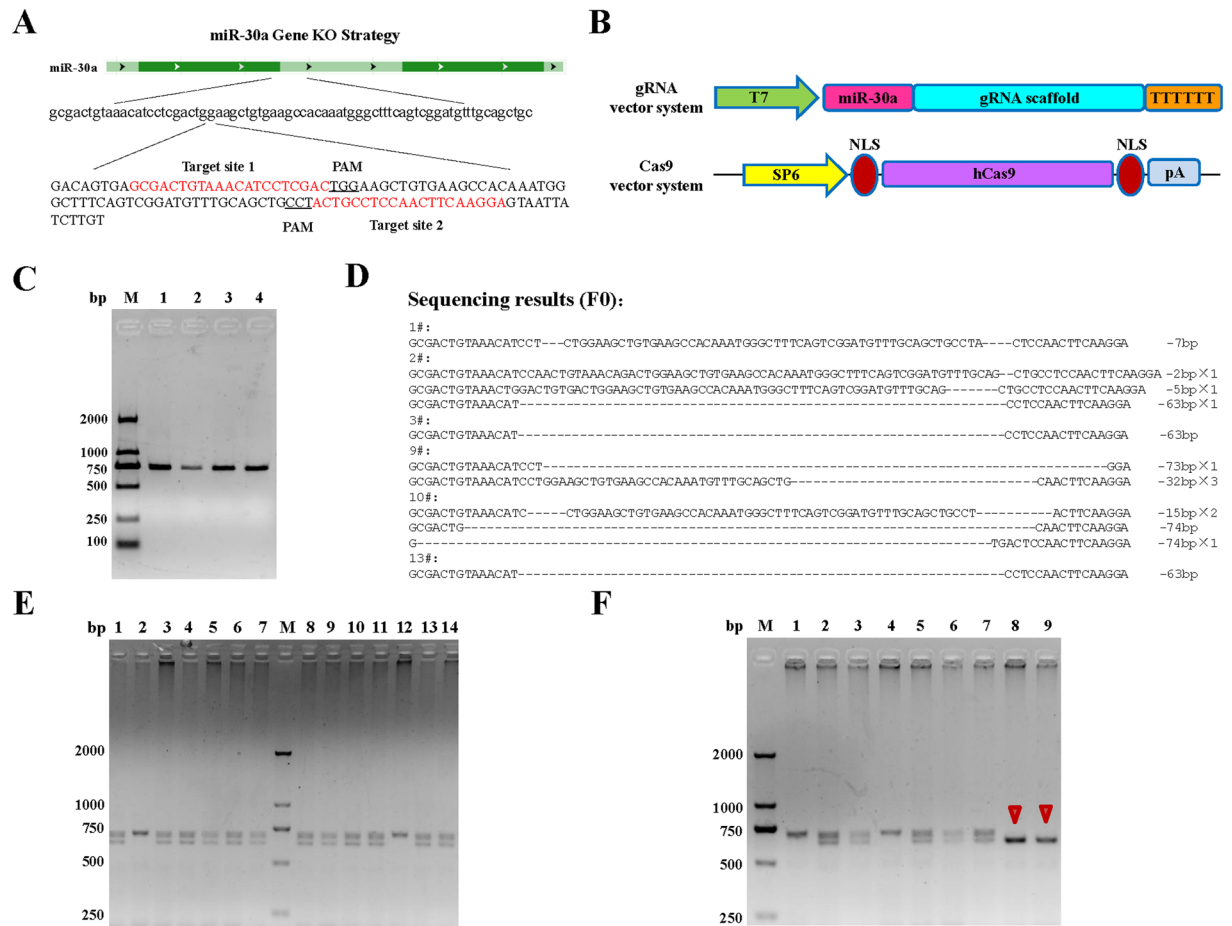 A
miR-30a Gene KO Strategy
miR-30a
gcgactgtaaacatcctcgactggaagctgtgaagccacaaatgggctttcagtcggatgtttgcagctgc
Target site 1
PAM
GACAGTGAGCGACTGTAAACATCCTCGACTGGAAGCTGTGAAGCCACAAATGG
GCTTTCAGTCGGATGTTTGCAGCTGCCTACTGCCTCCAACTTCAAGGAGTAATTA
TCTTGT
PAM
Target site 2
B
gRNA
vector system
T7
miR-30a
gRNA scaffold
TTTTTT
Cas9
vector system
SP6
NLS
hCas9
NLS
pA
C
bp M 1 2 3 4
2000
1000
750
500
250
100
D
Sequencing results (F0):
1#:
GCGACTGTAAACATCCT---CTGGAAGCTGTGAAGCCACAAATGGGCTTTCAGTCGGATGTTTGCAGCTGCCTA----CTCCAACTTCAAGGA -7bp
2#:
GCGACTGTAAACATCCAACTGTAAACAGACTGGAAGCTGTGAAGCCACAAATGGGCTTTCAGTCGGATGTTTGCAG--CTGCCTCCAACTTCAAGGA -2bp×1
GCGACTGTAAACTGGACTGTGACTGGAAGCTGTGAAGCCACAAATGGGCTTTCAGTCGGATGTTTGCAG-------CTGCCTCCAACTTCAAGGA -5bp×1
GCGACTGTAAACAT---------------------------------------------------------------CCTCCAACTTCAAGGA -63bp×1
3#:
GCGACTGTAAACAT---------------------------------------------------------------CCTCCAACTTCAAGGA -63bp
9#:
GCGACTGTAAACATCCT-------------------------------------------------------------------------GGA -73bp×1
GCGACTGTAAACATCCTGGAAGCTGTGAAGCCACAAATGTTTGCAGCTG--------------------------------CAACTTCAAGGA -32bp×3
10#:
GCGACTGTAAACATC-----CTGGAAGCTGTGAAGCCACAAATGGGCTTTCAGTCGGATGTTTGCAGCTGCCT----------ACTTCAAGGA -15bp×2
GCGACTG--------------------------------------------------------------------------CAACTTCAAGGA -74bp
G--------------------------------------------------------------------------TGACTCCAACTTCAAGGA -74bp×1
13#:
GCGACTGTAAACAT---------------------------------------------------------------CCTCCAACTTCAAGGA -63bp
E
bp 1 2 3 4 5 6 7 M 8 9 10 11 12 13 14
2000
1000
750
500
250
F
bp M 1 2 3 4 5 6 7 8 9
2000
1000
750
500
250